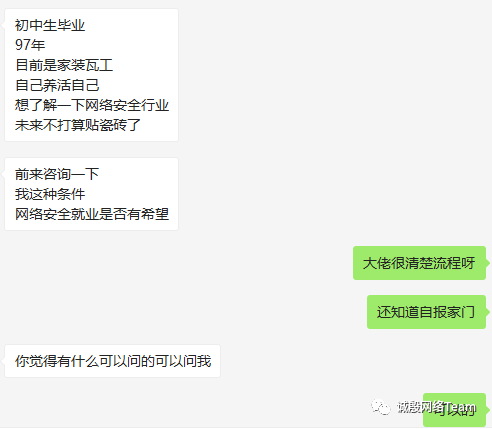 初中生毕业
97年
目前是家装瓦工
自己养活自己
想了解一下网络安全行业
未来不打算贴瓷砖了
前来咨询一下
我这种条件
网络安全就业是否有希望
大佬很清楚流程呀
还知道自报家门
你觉得有什么可以问的可以问我
可以的
诚殷网络Team